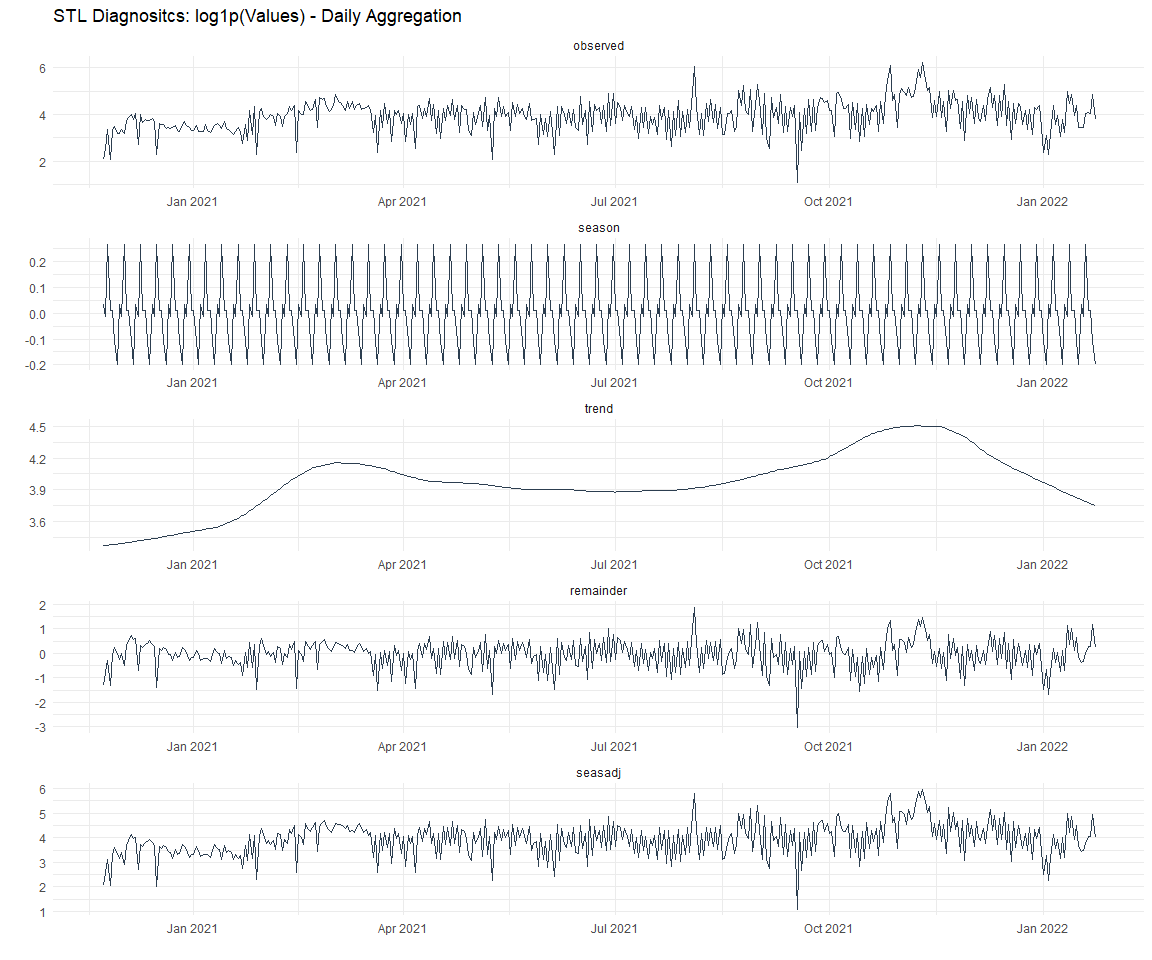 STL Diagnositcs: log1p(Values) - Daily Aggregation
observed
6
4
2
Jan 2021 Apr 2021 Jul 2021 Oct 2021 Jan 2022
season
0.2
0.1
0.0
-0.1
-0.2
Jan 2021 Apr 2021 Jul 2021 Oct 2021 Jan 2022
trend
4.5
4.2
3.9
3.6
Jan 2021 Apr 2021 Jul 2021 Oct 2021 Jan 2022
remainder
2
1
0
-1
-2
-3
Jan 2021 Apr 2021 Jul 2021 Oct 2021 Jan 2022
seasadj
6
5
4
3
2
1
Jan 2021 Apr 2021 Jul 2021 Oct 2021 Jan 2022